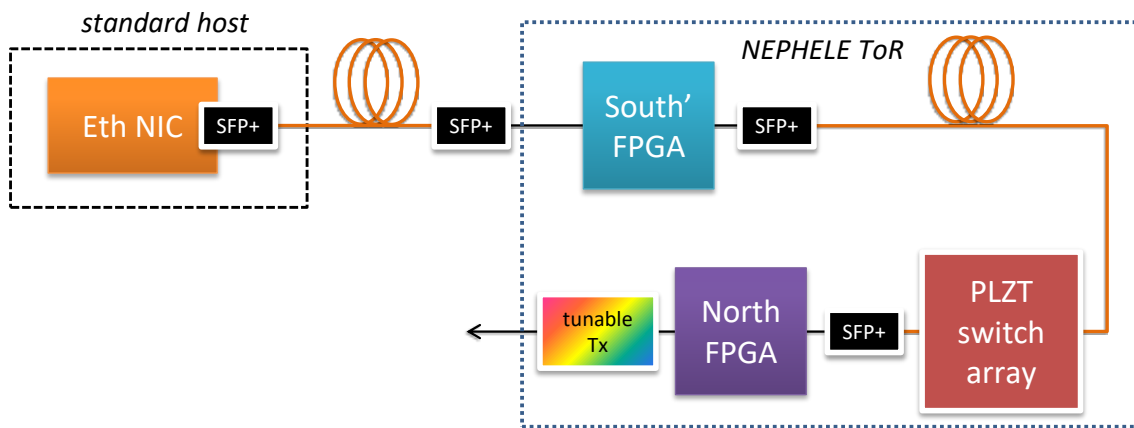 standard host
NEPHELE ToR
Eth NIC
SFP+
SFP+
South’
FPGA
SFP+
tunable
Tx
North
FPGA
SFP+
PLZT
switch
array